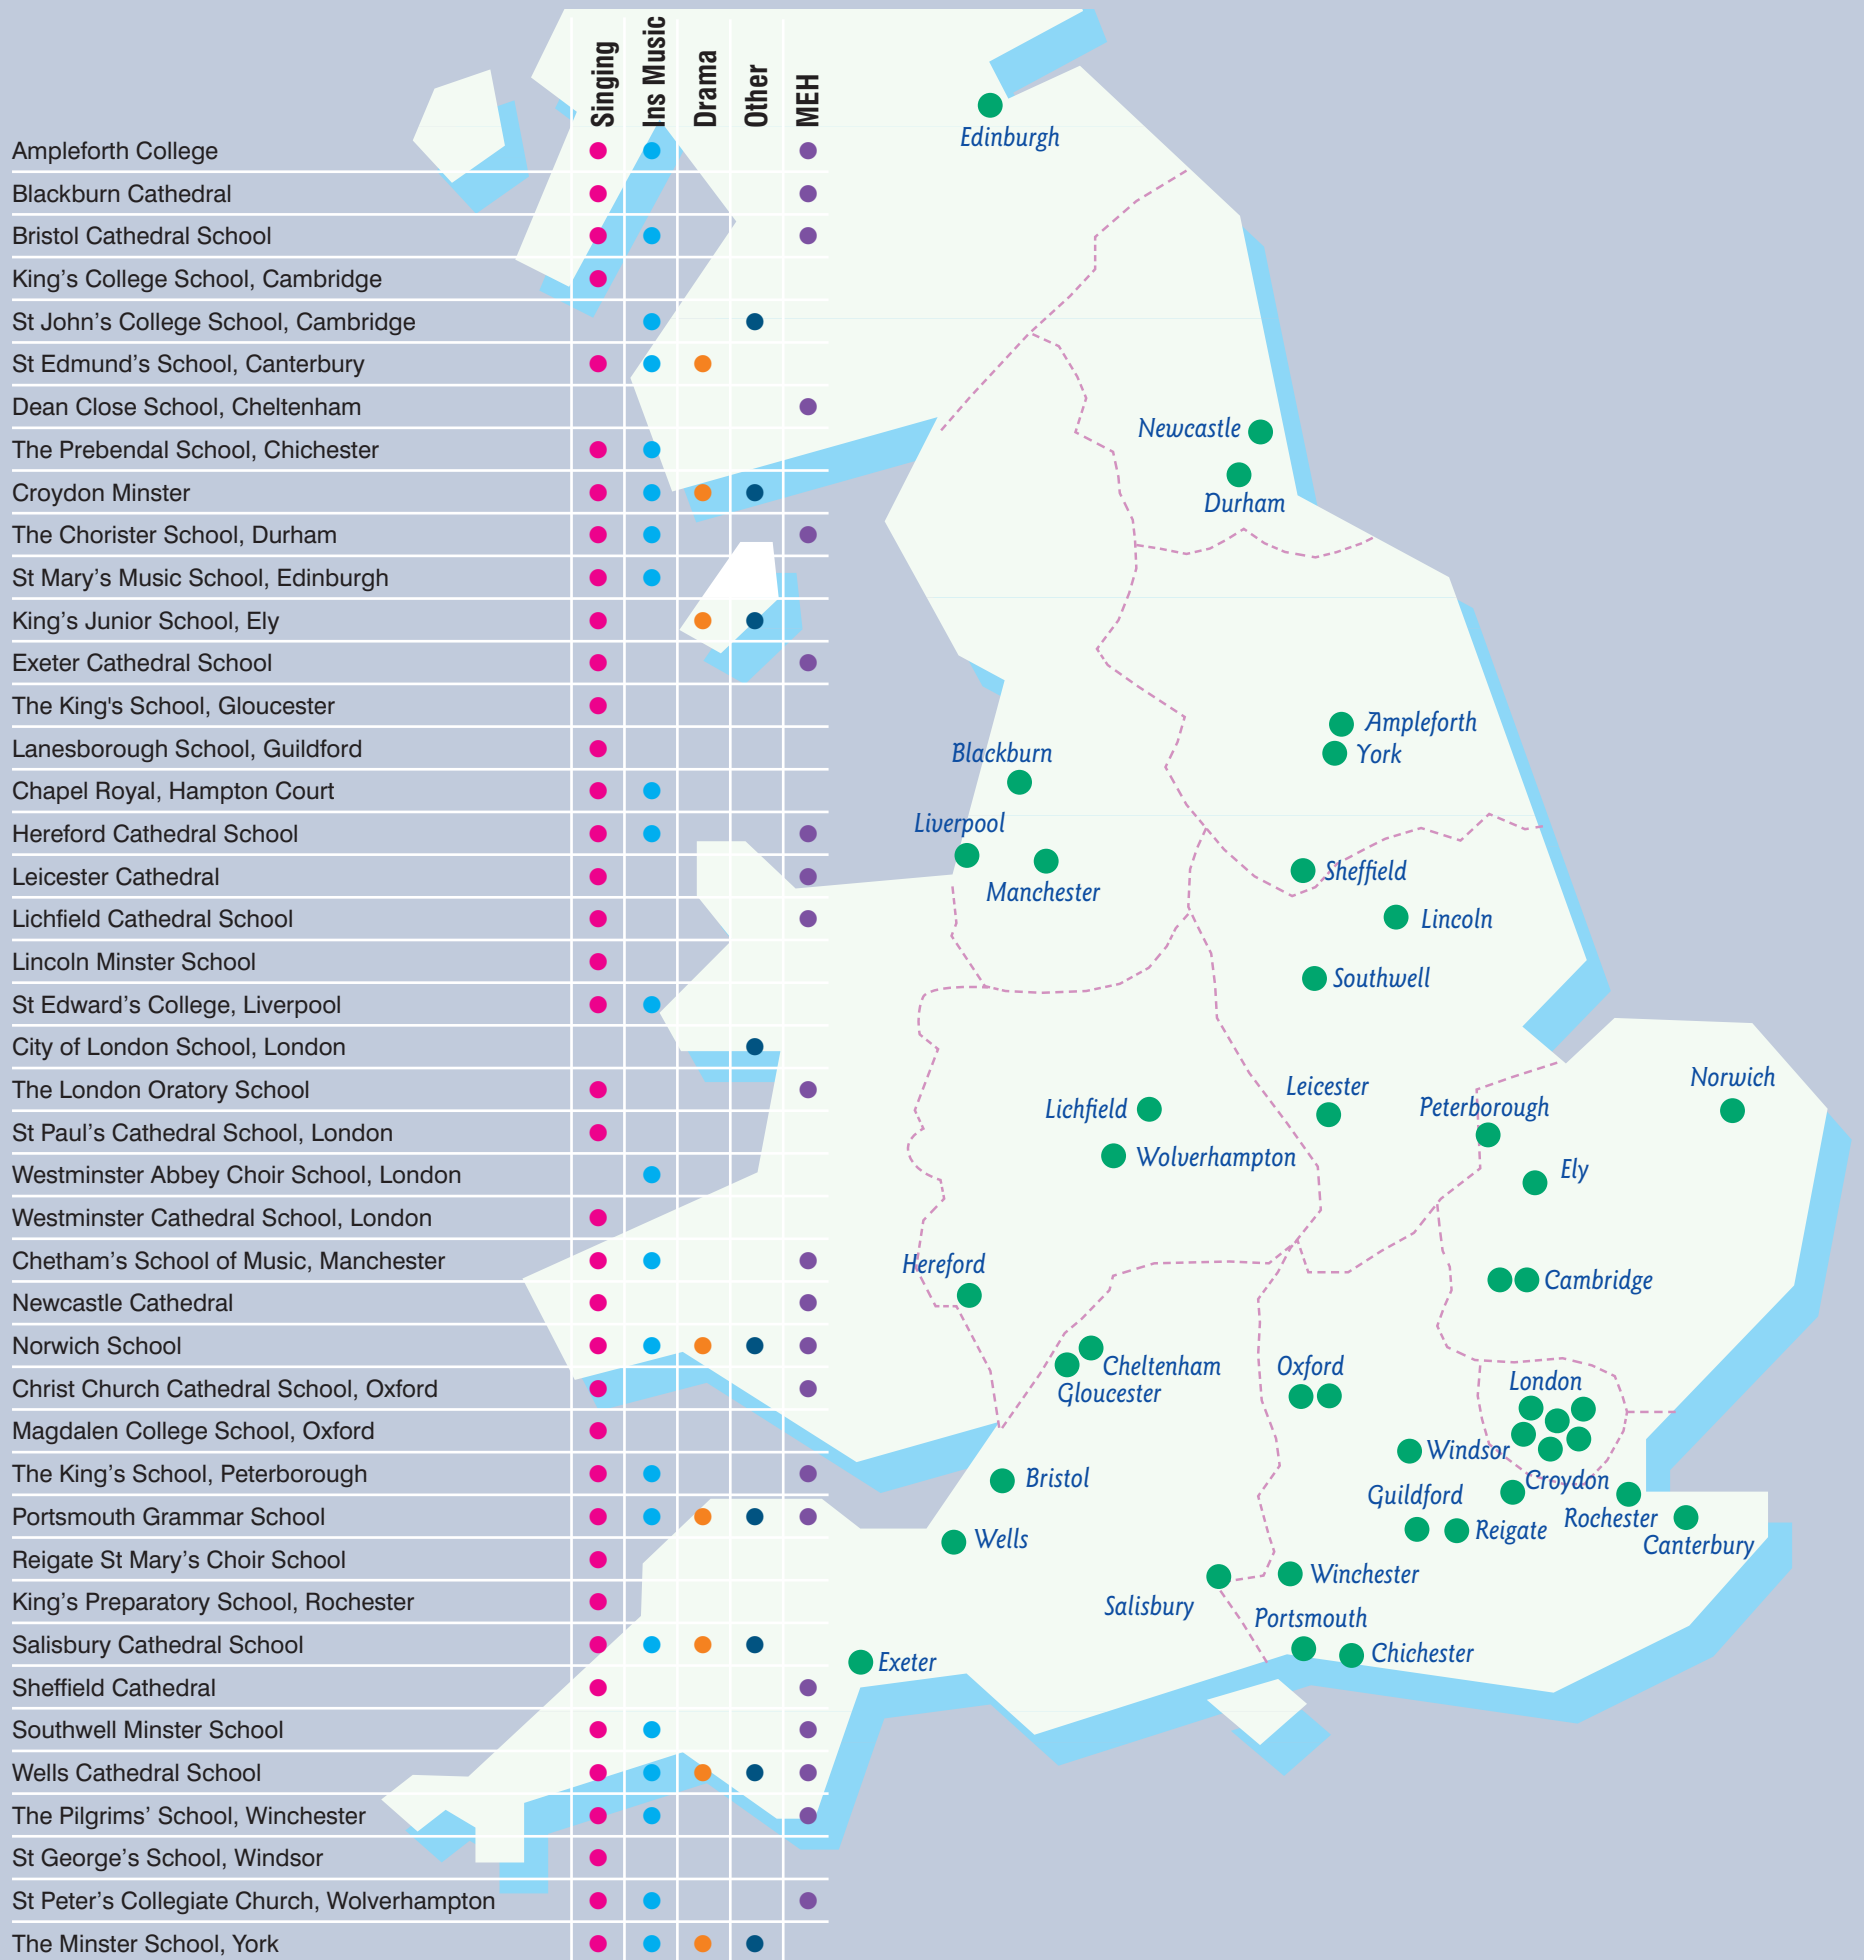 Singing
Ins Music
Drama
Other
MEH
Ampleforth College
Blackburn Cathedral
Bristol Cathedral School
King’s College School, Cambridge
St John’s College School, Cambridge
St Edmund’s School, Canterbury
Dean Close School, Cheltenham
The Prebendal School, Chichester
Croydon Minster
The Chorister School, Durham
St Mary’s Music School, Edinburgh
King’s Junior School, Ely
Exeter Cathedral School
The King's School, Gloucester
Lanesborough School, Guildford
Chapel Royal, Hampton Court
Hereford Cathedral School
Leicester Cathedral
Lichfield Cathedral School
Lincoln Minster School
St Edward’s College, Liverpool
City of London School, London
The London Oratory School
St Paul’s Cathedral School, London
Westminster Abbey Choir School, London
Westminster Cathedral School, London
Chetham’s School of Music, Manchester
Newcastle Cathedral
Norwich School
Christ Church Cathedral School, Oxford
Magdalen College School, Oxford
The King’s School, Peterborough
Portsmouth Grammar School
Reigate St Mary’s Choir School
King’s Preparatory School, Rochester
Salisbury Cathedral School
Sheffield Cathedral
Southwell Minster School
Wells Cathedral School
The Pilgrims’ School, Winchester
St George’s School, Windsor
St Peter’s Collegiate Church, Wolverhampton
The Minster School, York
Edinburgh
Newcastle
Durham
Ampleforth
York
Blackburn
Liverpool
Manchester
Sheffield
Lincoln
Southwell
Norwich
Leicester
Peterborough
Lichfield
Wolverhampton
Ely
Hereford
Cambridge
Cheltenham
Gloucester
Oxford
London
Windsor
Bristol
Croydon
Guildford
Rochester
Reigate
Wells
Canterbury
Winchester
Salisbury
Portsmouth
Chichester
Exeter